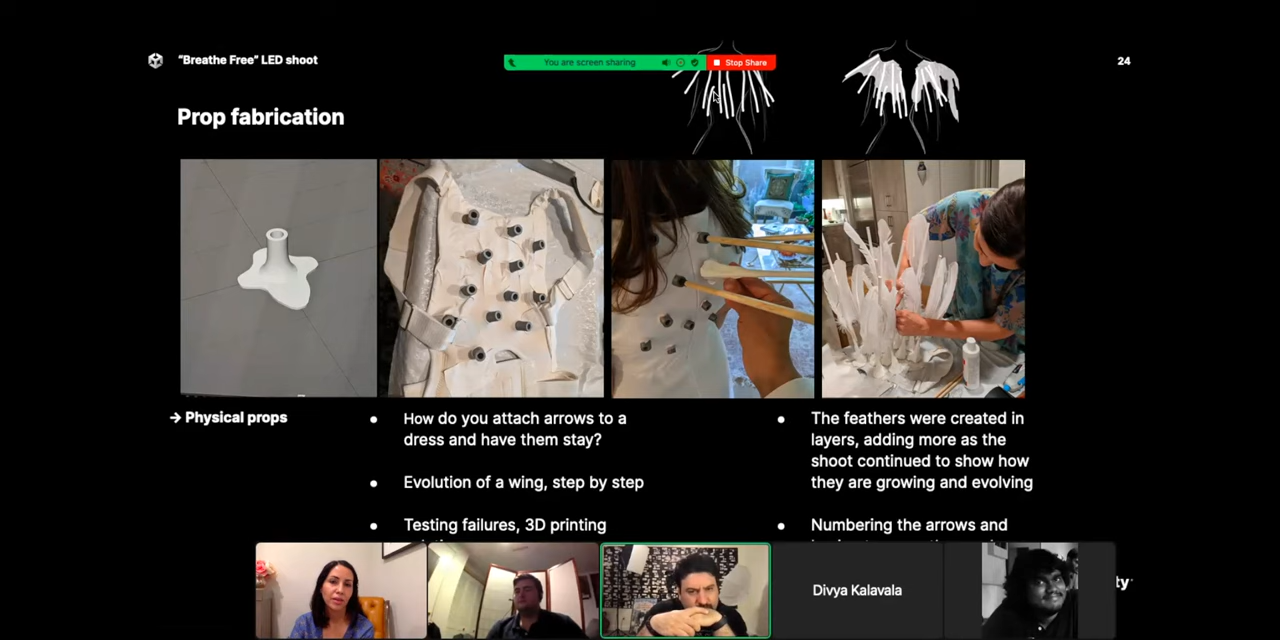 "Breathe Free" LED shoot
You are screen sharing
Stop Share
24
Prop fabrication
→ Physical props
● How do you attach arrows to a
dress and have them stay?
● Evolution of a wing, step by step
● Testing failures, 3D printing
● The feathers were created in
layers, adding more as the
shoot continued to show how
they are growing and evolving
● Numbering the arrows and
Divya Kalavala